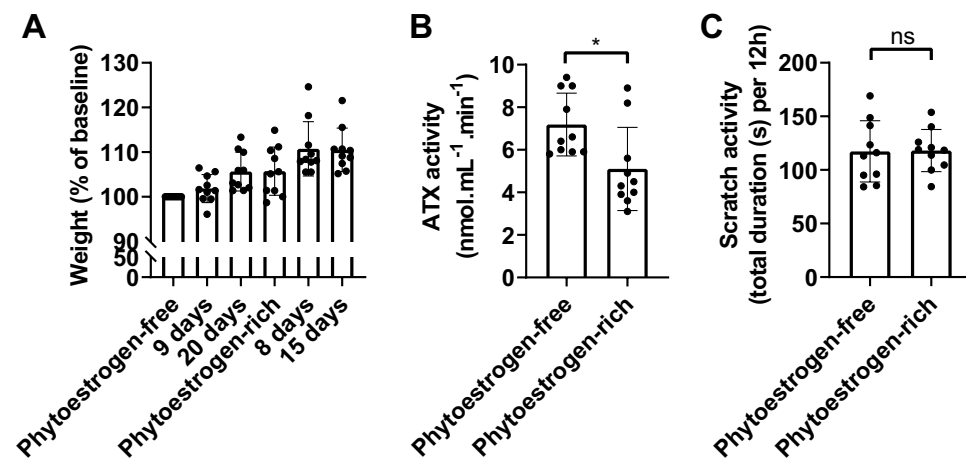 A
Weight (% of baseline)
130
120
110
100
90
50
0
Phytoestrogen-free
9 days
20 days
Phytoestrogen-rich
8 days
15 days
B
ATX activity
(nmol.mL-1.min-1)
10
8
6
4
2
0
*
Phytoestrogen-free
Phytoestrogen-rich
C
Scratch activity
(total duration (s) per 12h)
200
150
100
50
0
ns
Phytoestrogen-free
Phytoestrogen-rich